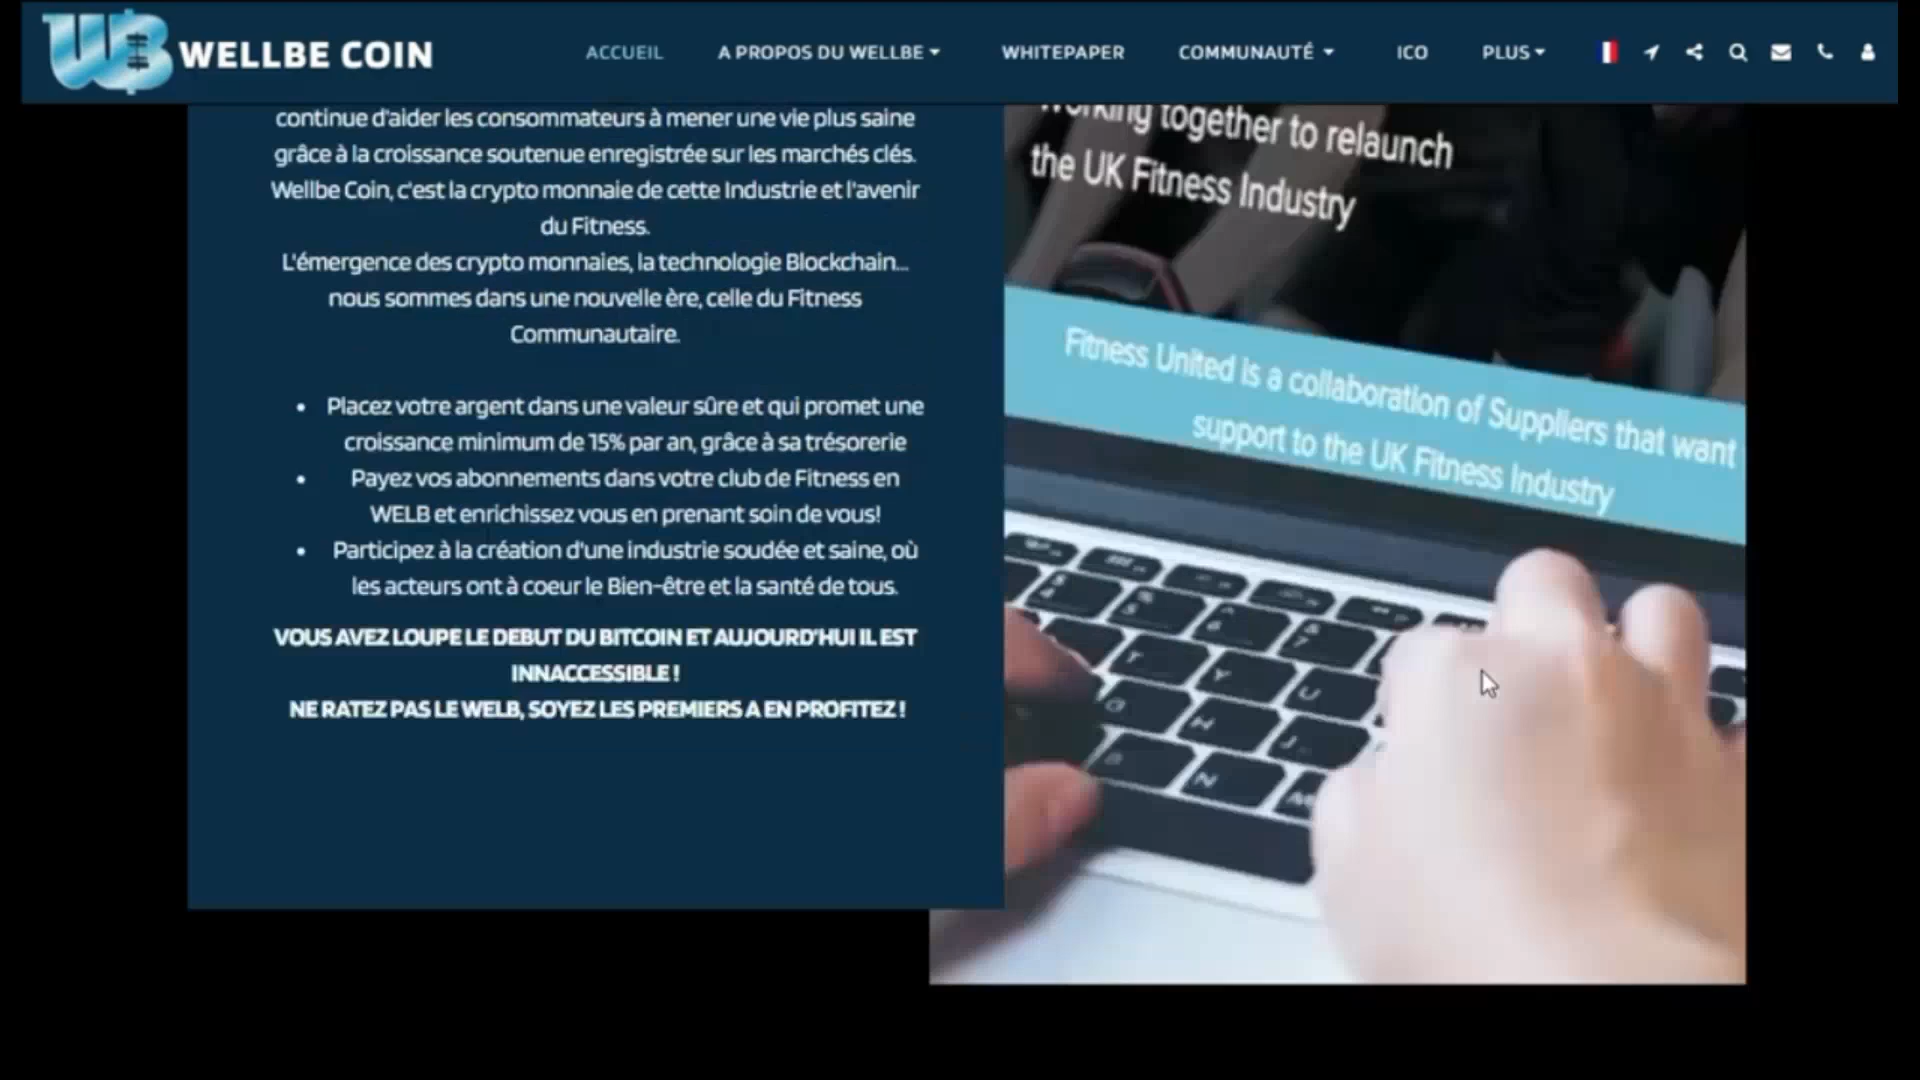 WB WELLBE COIN
ACCUEIL A PROPOS DU WELLBE WHITEPAPER COMMUNAUTÉ ICO PLUS
continue d'aider les consommateurs à mener une vie plus saine
grâce à la croissance soutenue enregistrée sur les marchés clés.
Wellbe Coin, c'est la crypto monnaie de cette Industrie et l'avenir
du Fitness.
L'émergence des crypto monnaies, la technologie Blockchain...
nous sommes dans une nouvelle ère, celle du Fitness
Communautaire.
• Placez votre argent dans une valeur sûre et qui promet une
croissance minimum de 15% par an, grâce à sa trésorerie
• Payez vos abonnements dans votre club de Fitness en
WELB et enrichissez vous en prenant soin de vous!
• Participez à la création d'une industrie soudée et saine, où
les acteurs ont à coeur le Bien-être et la santé de tous.
VOUS AVEZ LOUPE LE DEBUT DU BITCOIN ET AUJOURD'HUI IL EST
INNACCESSIBLE !
NE RATEZ PAS LE WELB, SOYEZ LES PREMIERS A EN PROFITEZ !
Working together to relaunch
the UK Fitness Industry
Fitness United is a collaboration of Suppliers that want
support to the UK Fitness Industry